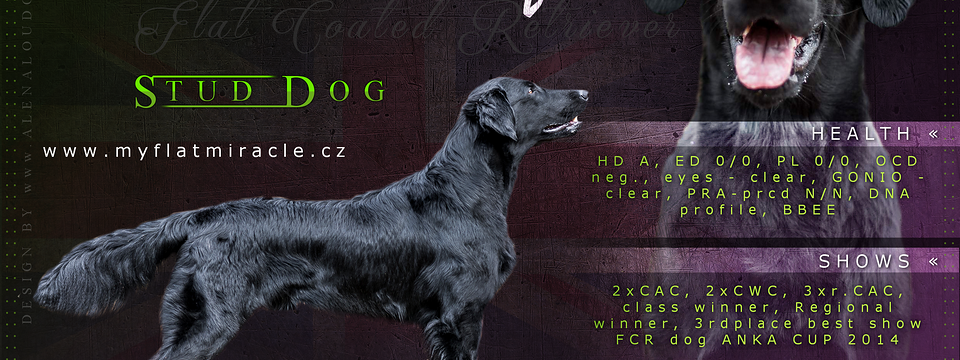 Flat Coated Retriever
STUD DOG
www.myflatmiracle.cz
HEALTH «
HD A, ED 0/0, PL 0/0, OCD
neg., eyes - clear, GONIO -
clear, PRA-prcd N/N, DNA
profile, BBEE
SHOWS «
2xCAC, 2xCWC, 3xr.CAC,
class winner, Regional
winner, 3rdplace best show
FCR dog ANKA CUP 2014
DESIGN BY